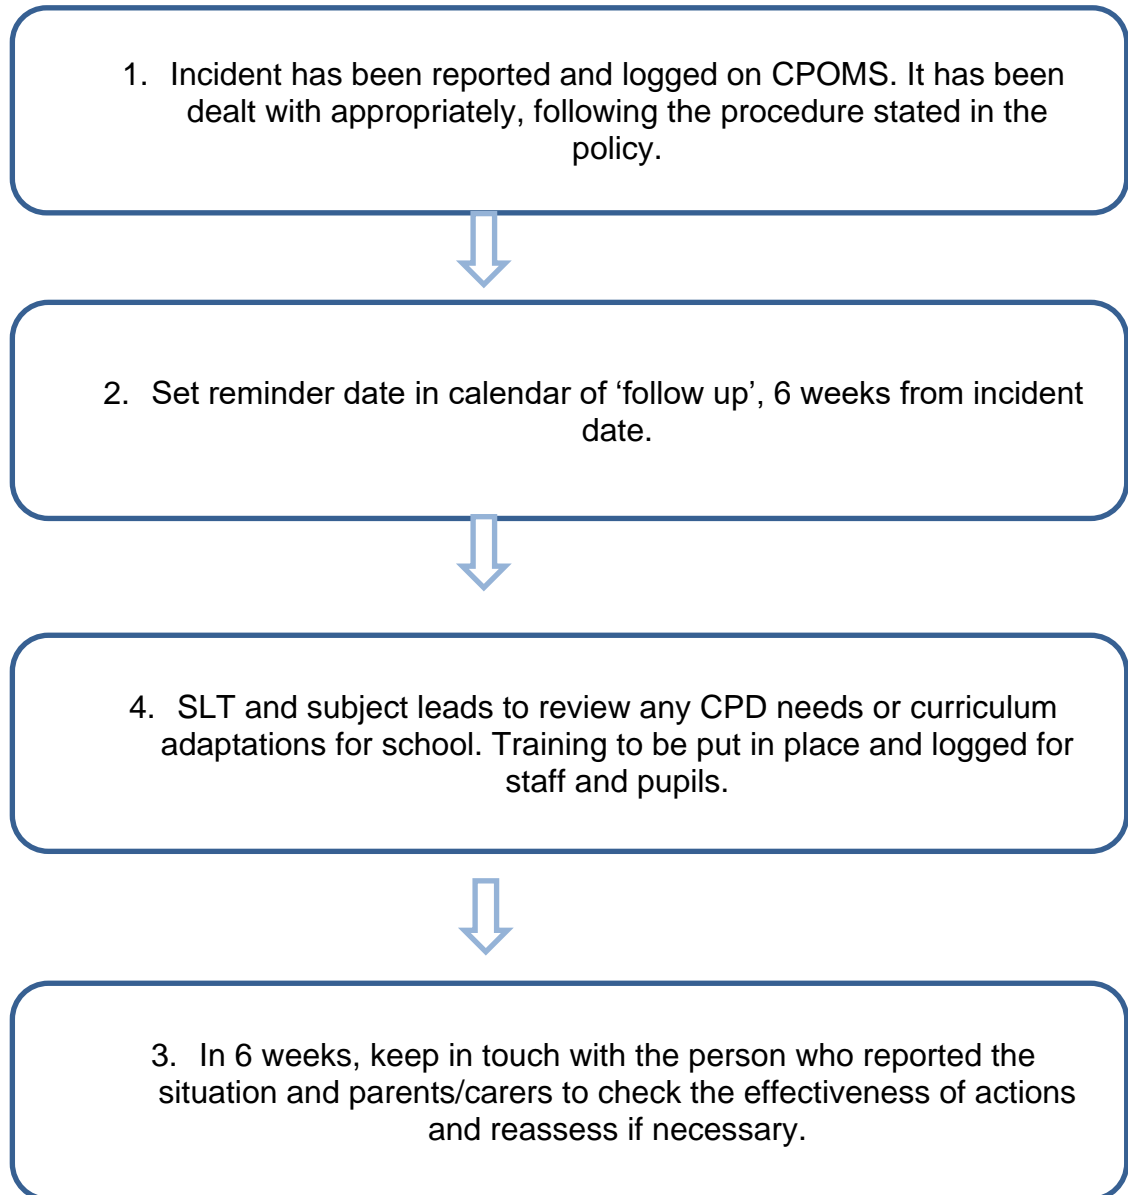 1. Incident has been reported and logged on CPOMS. It has been
dealt with appropriately, following the procedure stated in the
policy.
2. Set reminder date in calendar of ‘follow up’, 6 weeks from incident
date.
4. SLT and subject leads to review any CPD needs or curriculum
adaptations for school. Training to be put in place and logged for
staff and pupils.
3. In 6 weeks, keep in touch with the person who reported the
situation and parents/carers to check the effectiveness of actions
and reassess if necessary.